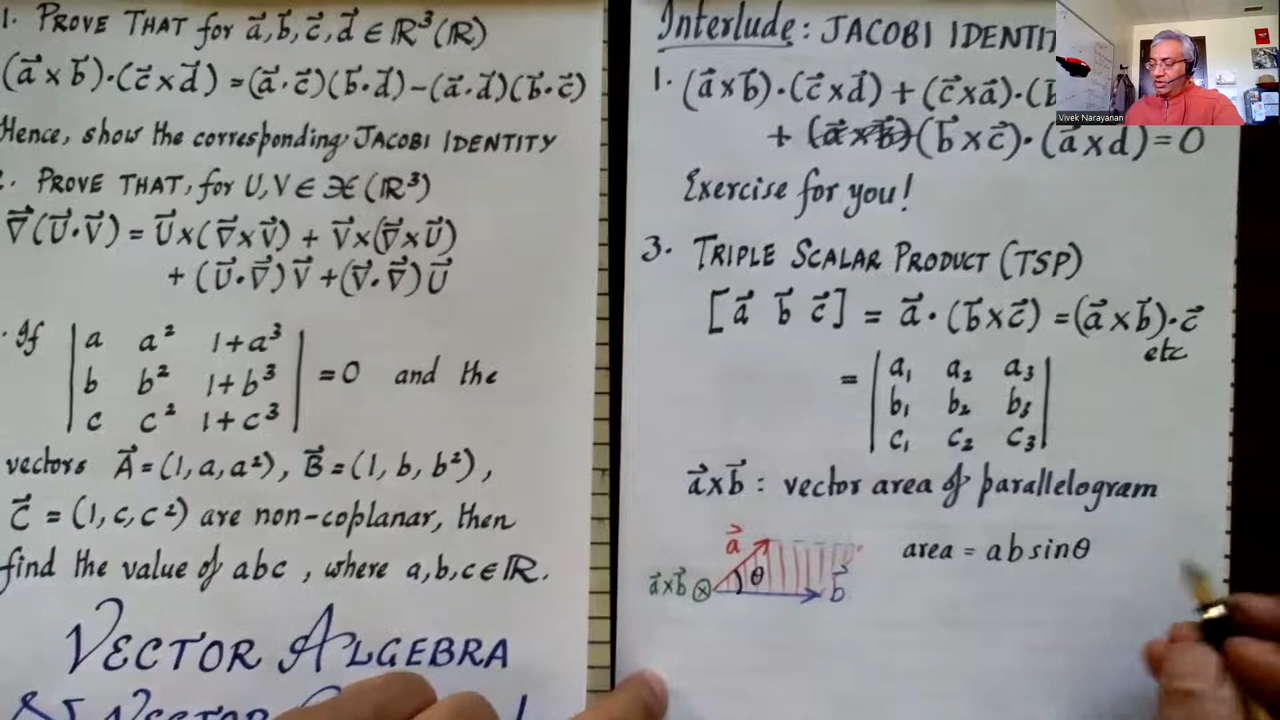 1. PROVE THAT for a⃗, b⃗, c⃗, d⃗ ∈ ℝ³(ℝ)
(a⃗ × b⃗)·(c⃗ × d⃗) = (a⃗·c⃗)(b⃗·d⃗) − (a⃗·d⃗)(b⃗·c⃗)
Hence, show the corresponding JACOBI IDENTITY
. PROVE THAT, for U, V ∈ 𝔛(ℝ³)
∇⃗(U⃗·V⃗) = U⃗×(∇⃗×V⃗) + V⃗×(∇⃗×U⃗)
+ (U⃗·∇⃗)V⃗ + (V⃗·∇⃗)U⃗
. If | a a² 1+a³ |
| b b² 1+b³ | = 0 and the
| c c² 1+c³ |
vectors A⃗ = (1, a, a²), B⃗ = (1, b, b²),
C⃗ = (1, c, c²) are non-coplanar, then
find the value of abc, where a, b, c ∈ ℝ.
VECTOR ALGEBRA
Interlude: JACOBI IDENTIT
1. (a⃗×b⃗)·(c⃗×d⃗) + (c⃗×a⃗)·(b⃗
+ (a⃗×b⃗)(b⃗×c⃗)·(a⃗×d⃗) = 0
Exercise for you!
3. TRIPLE SCALAR PRODUCT (TSP)
[a⃗ b⃗ c⃗] = a⃗·(b⃗×c⃗) = (a⃗×b⃗)·c⃗
etc
= | a₁ a₂ a₃ |
| b₁ b₂ b₃ |
| c₁ c₂ c₃ |
a⃗×b⃗ : vector area of parallelogram
a⃗
area = ab sinθ
θ
a⃗×b⃗ ⊗
b⃗
Vivek Narayanan